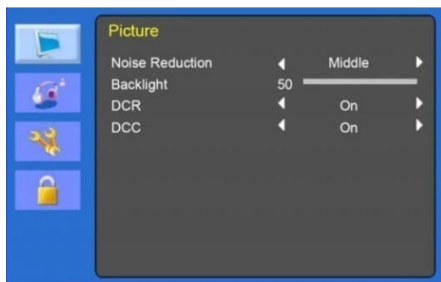 Picture
Noise Reduction Middle
Backlight 50
DCR On
DCC On